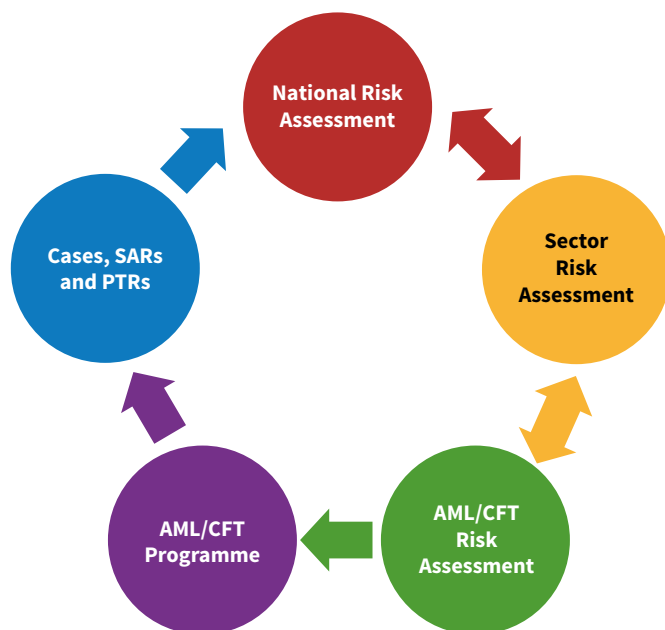 National Risk
Assessment
Sector
Risk
Assessment
AML/CFT
Risk
Assessment
AML/CFT
Programme
Cases, SARs
and PTRs